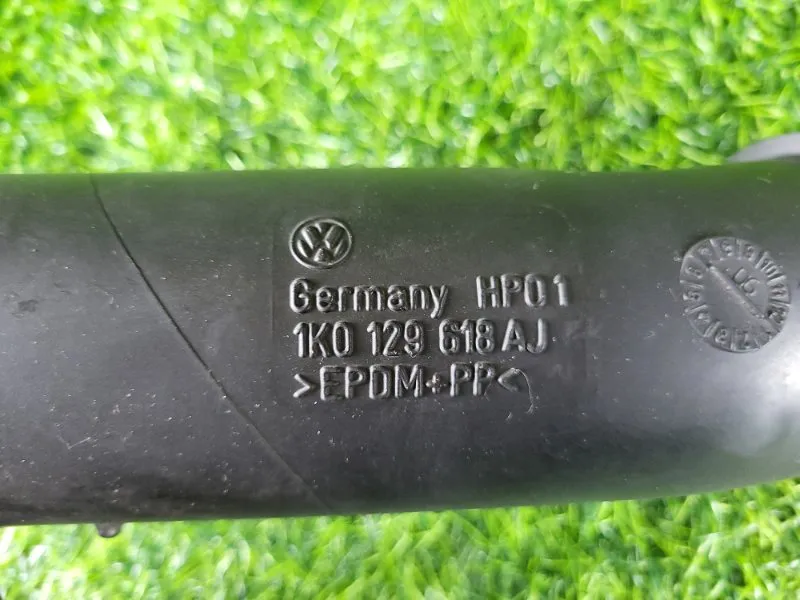 Germany HP01
1K0 129 618 AJ
>EPDM+PP<